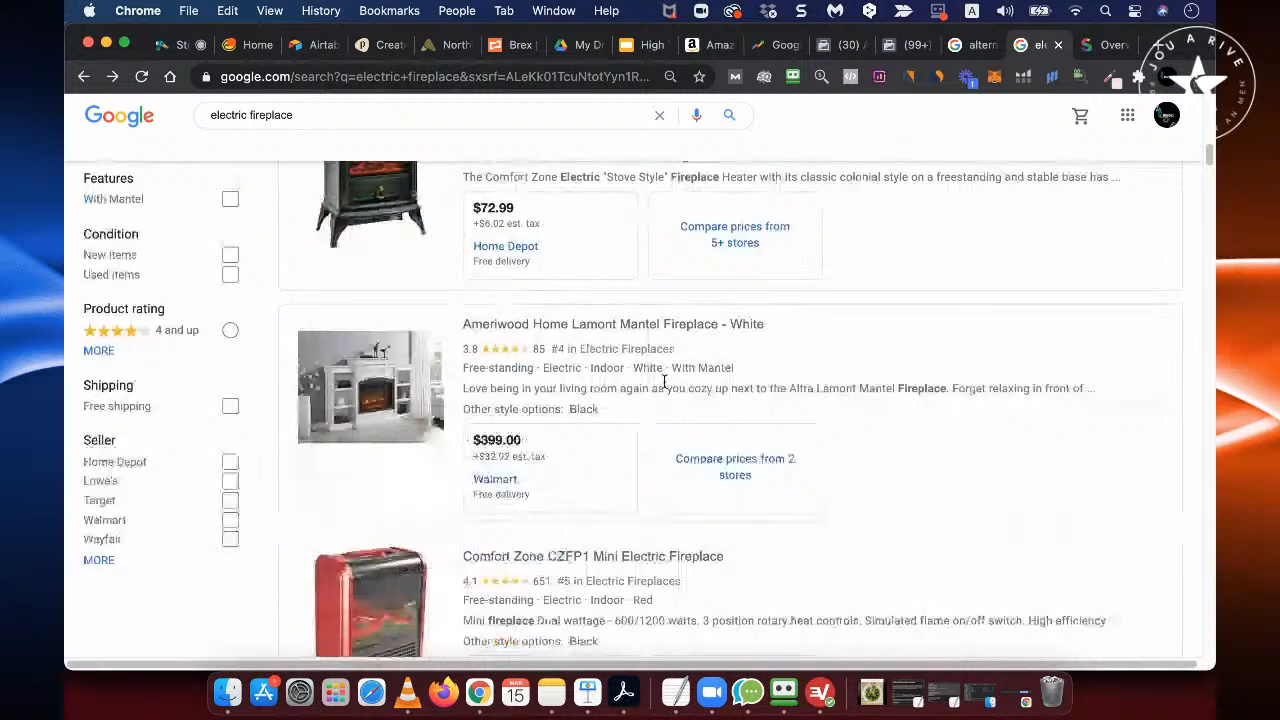 Chrome File Edit View History Bookmarks People Tab Window Help
St Home Airtab Create North Brex My D High Amaz Goog (30) (99+) altern ele Over
google.com/search?q=electric+fireplace&sxsrf=ALeKk01TcuNtotYyn1R...
YOU ARIVE
Google electric fireplace
Features
With Mantel
Condition
New items
Used items
Product rating
4 and up
MORE
Shipping
Free shipping
Seller
Home Depot
Lowe's
Target
Walmart
Wayfair
MORE
The Comfort Zone Electric "Stove Style" Fireplace Heater with its classic colonial style on a freestanding and stable base has ...
$72.99
+$6.02 est. tax
Home Depot
Free delivery
Compare prices from
5+ stores
Ameriwood Home Lamont Mantel Fireplace - White
3.8 85 #4 in Electric Fireplaces
Free-standing · Electric · Indoor · White · With Mantel
Love being in your living room again as you cozy up next to the Altra Lamont Mantel Fireplace. Forget relaxing in front of ...
Other style options: Black
$399.00
+$32.92 est. tax
Walmart
Free delivery
Compare prices from 2
stores
Comfort Zone CZFP1 Mini Electric Fireplace
4.1 651 #5 in Electric Fireplaces
Free-standing · Electric · Indoor · Red
Mini fireplace Dual wattage - 600/1200 watts. 3 position rotary heat controls. Simulated flame on/off switch. High efficiency
Other style options: Black
MAR
15